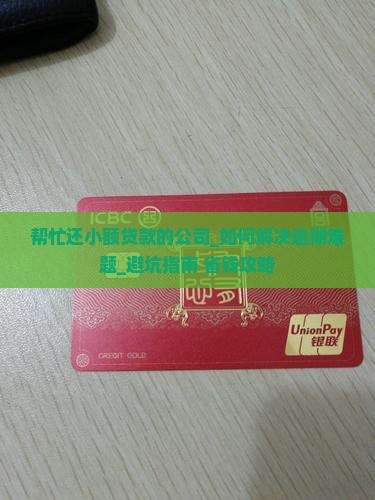 ICBC
帮忙还小额贷款的公司_如何解决逾期难
题_避坑指南 省钱攻略
UnionPay
银联
CREDIT GOLD